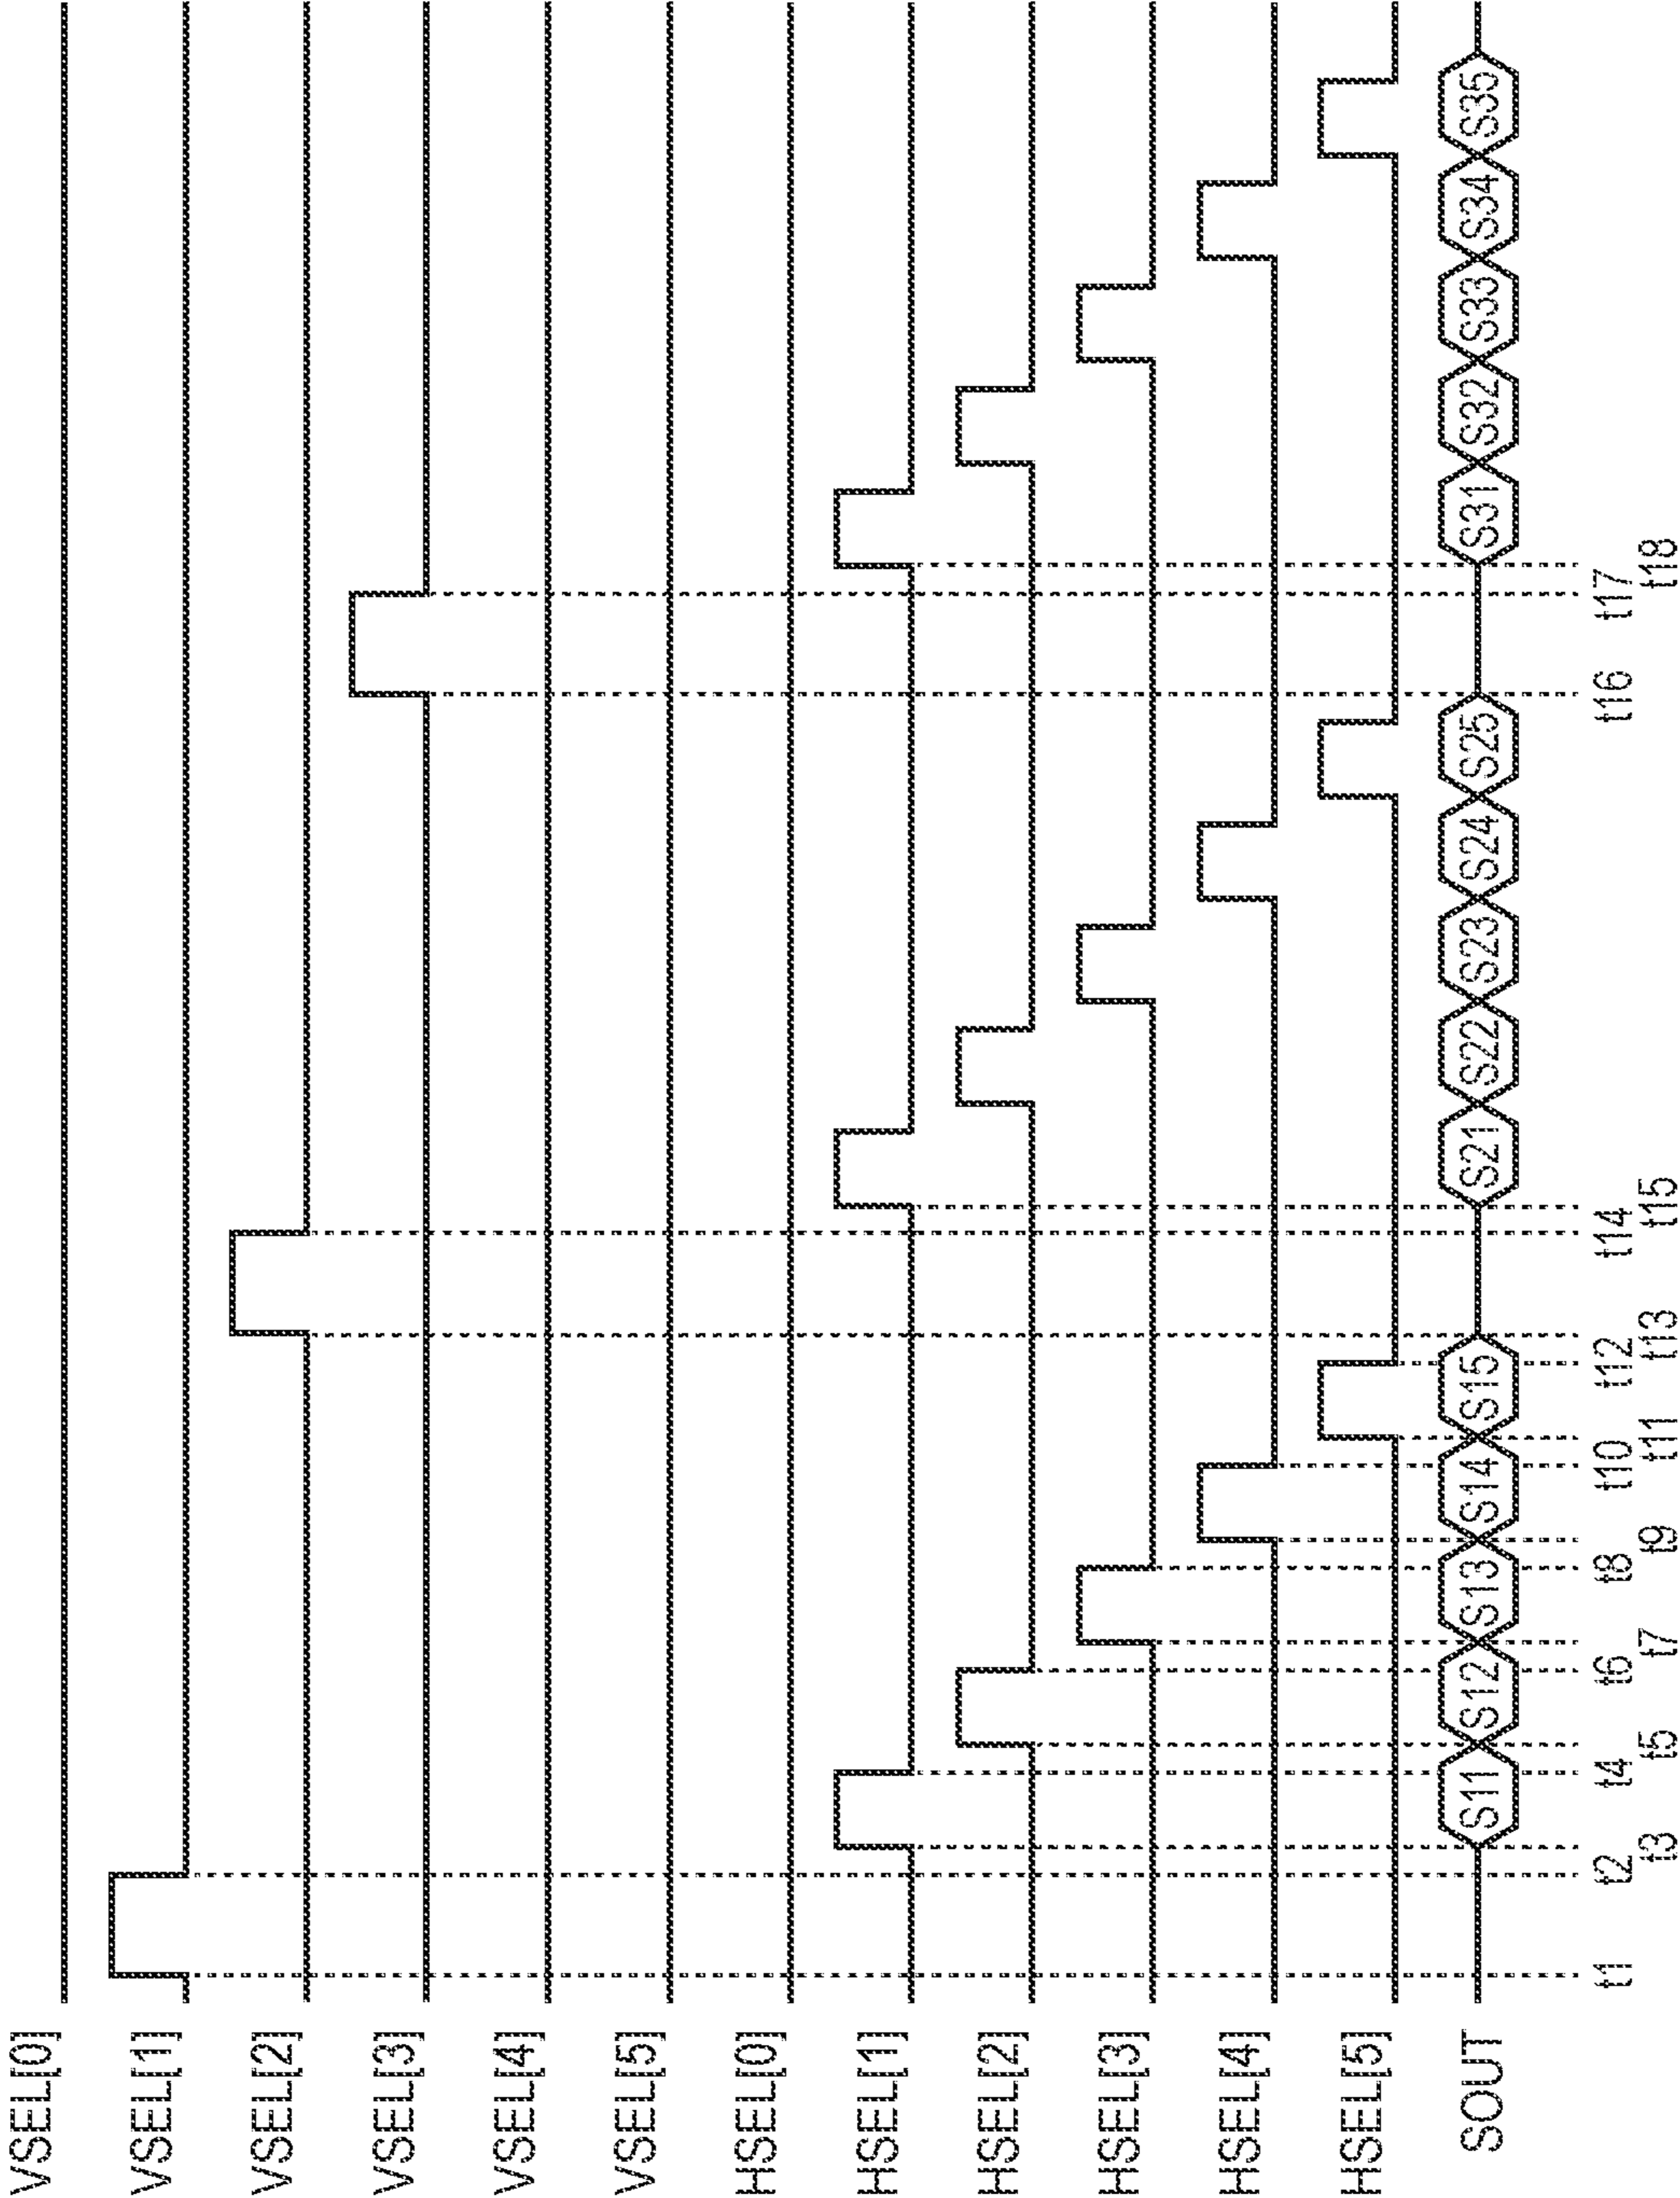 VSEL[0]
VSEL[1]
VSEL[2]
VSEL[3]
VSEL[4]
VSEL[5]
HSEL[0]
HSEL[1]
HSEL[2]
HSEL[3]
HSEL[4]
HSEL[5]
SOUT S11 S12 S13 S14 S15 S21 S22 S23 S24 S25 S31 S32 S33 S34 S35
t1 t2 t4 t6 t8 t10 t12 t14 t16 t17
t3 t5 t7 t9 t11 t13 t15 t18